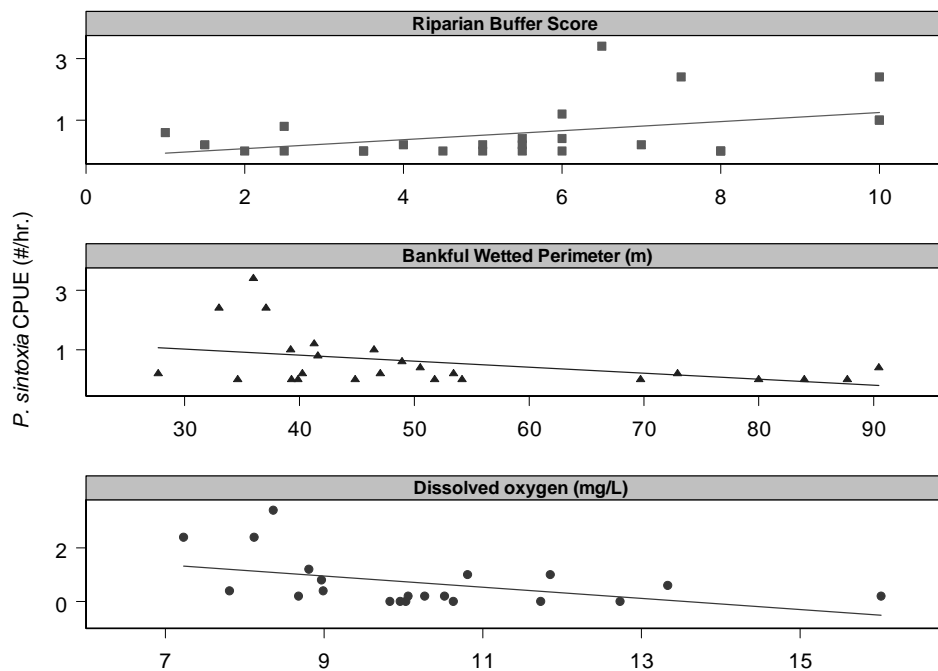 Riparian Buffer Score
3
1
0 2 4 6 8 10
P. sintoxia CPUE (#/hr.)
Bankful Wetted Perimeter (m)
3
1
30 40 50 60 70 80 90
Dissolved oxygen (mg/L)
2
0
7 9 11 13 15